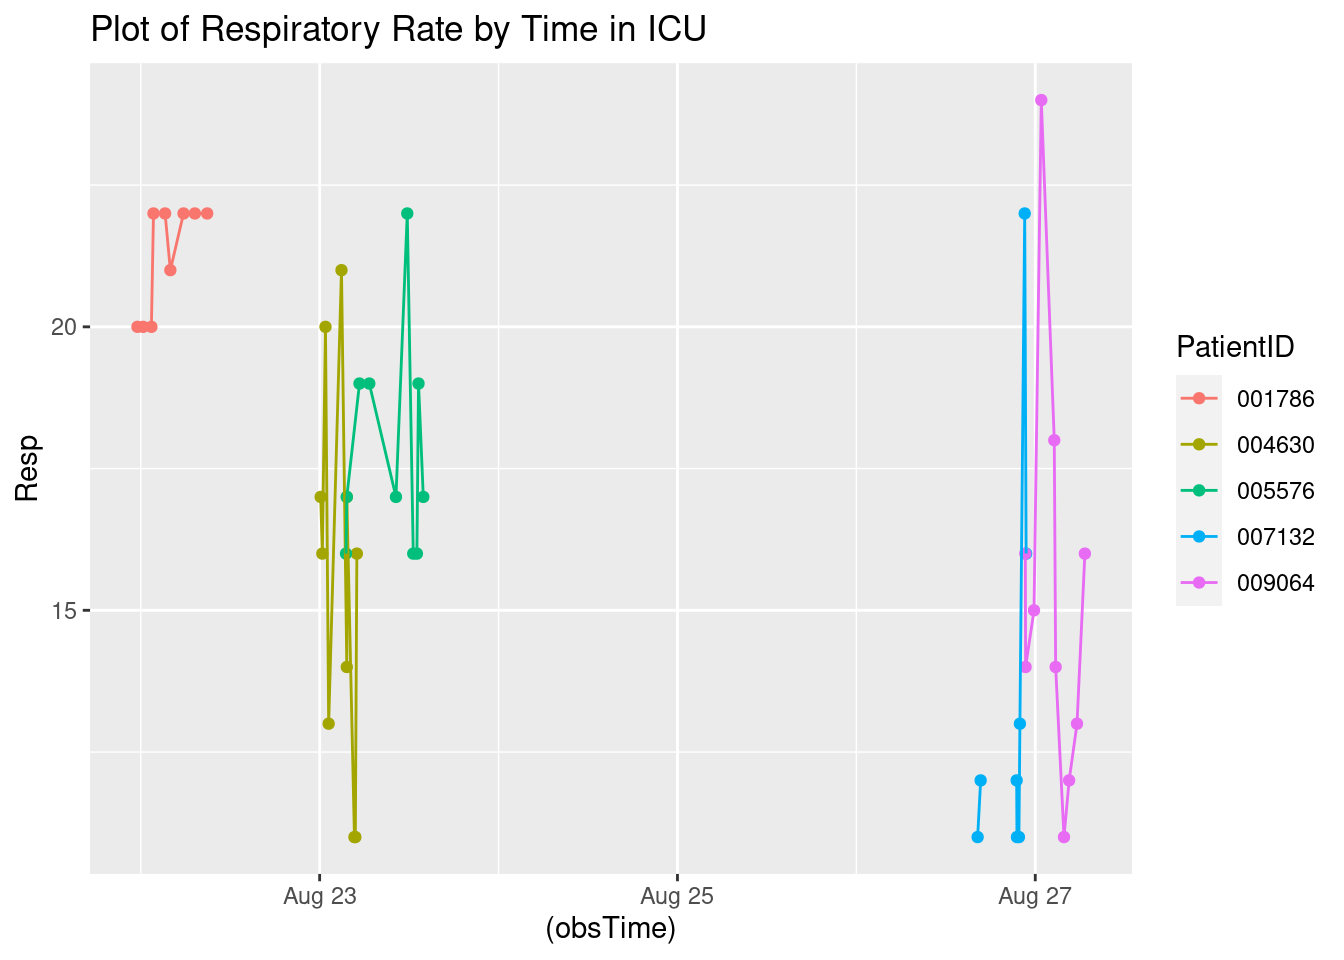 Plot of Respiratory Rate by Time in ICU
Resp
20
15
Aug 23
Aug 25
Aug 27
(obsTime)
PatientID
001786
004630
005576
007132
009064